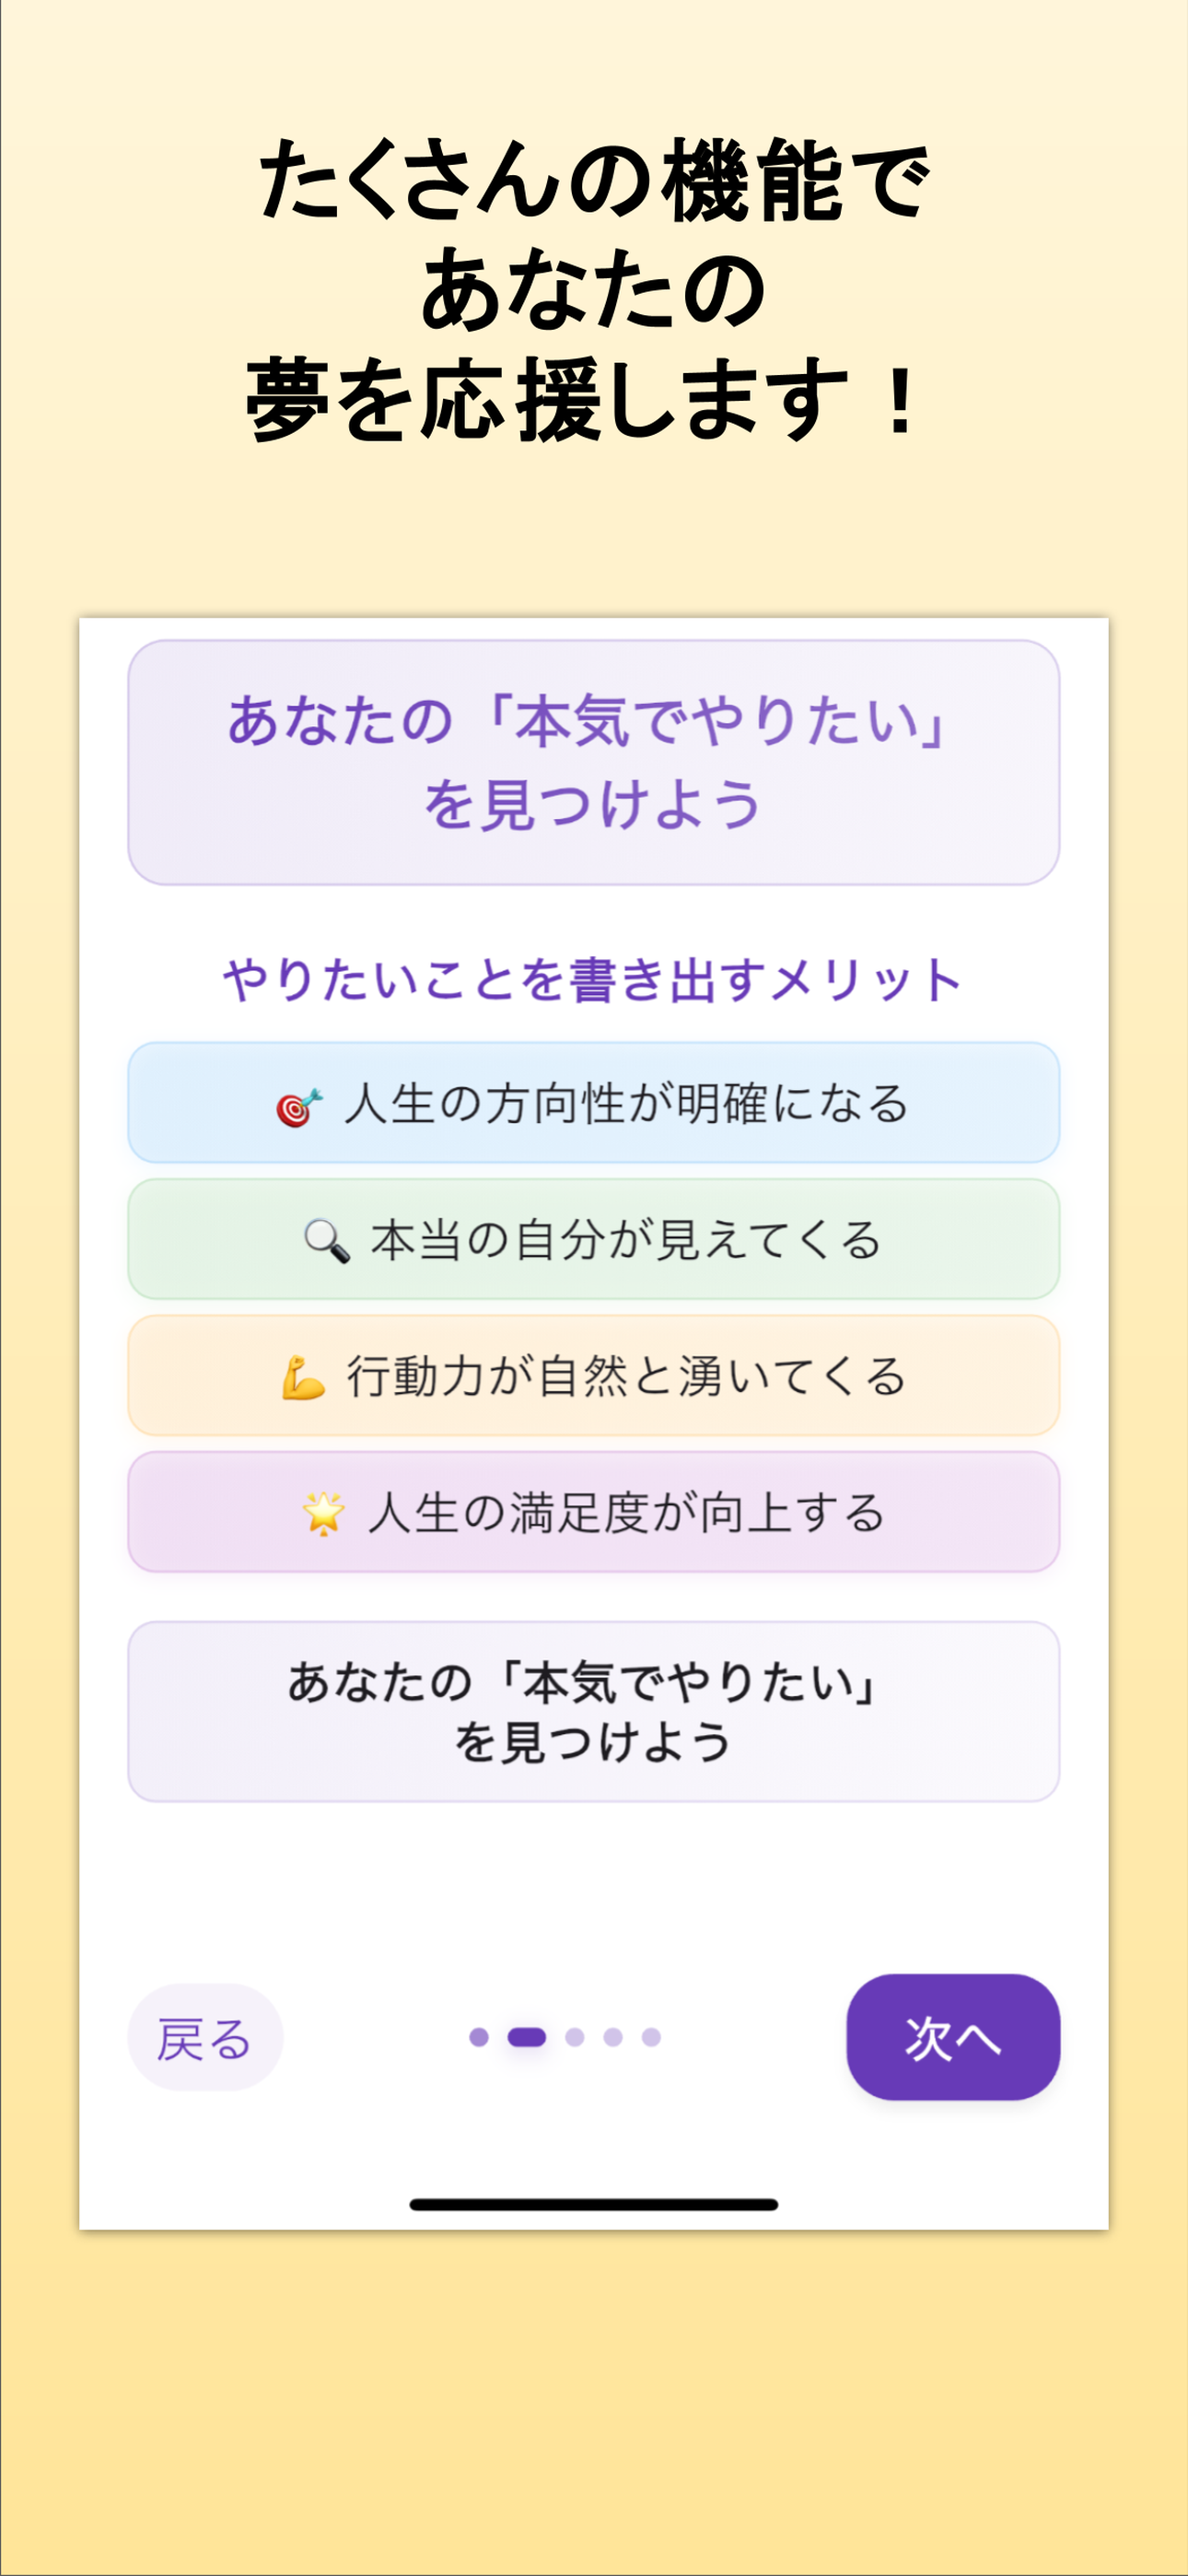 たくさんの機能で
あなたの
夢を応援します！
あなたの「本気でやりたい」
を見つけよう
やりたいことを書き出すメリット
🎯 人生の方向性が明確になる
🔍 本当の自分が見えてくる
💪 行動力が自然と湧いてくる
🌟 人生の満足度が向上する
あなたの「本気でやりたい」
を見つけよう
戻る
次へ